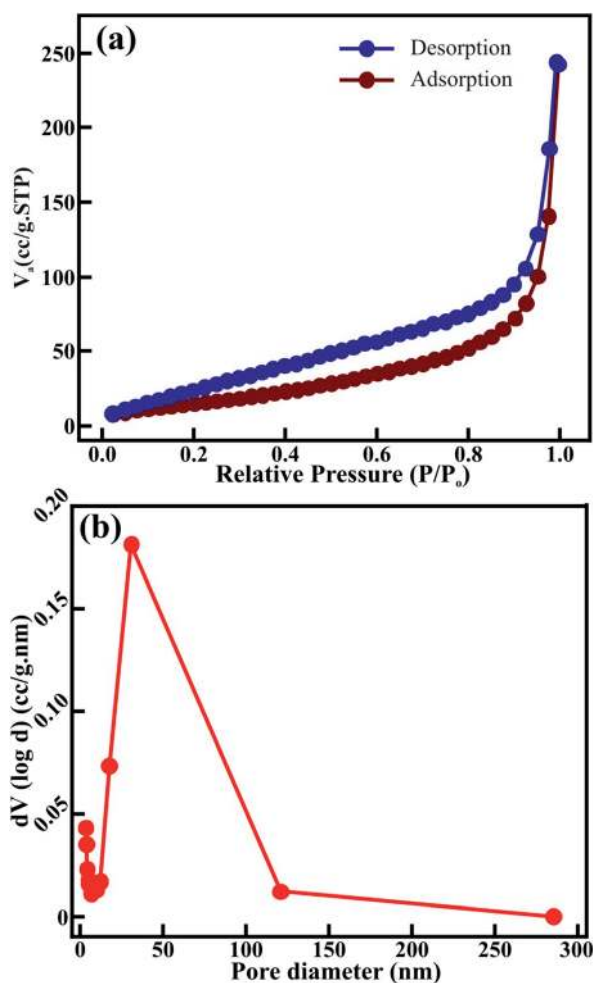 (a)
Desorption
Adsorption
250
200
150
100
50
0
Vₐ(cc/g.STP)
0.0 0.2 0.4 0.6 0.8 1.0
Relative Pressure (P/Pₒ)
(b)
0.20
0.15
0.10
0.05
0
dV (log d) (cc/g.nm)
0 50 100 150 200 250 300
Pore diameter (nm)